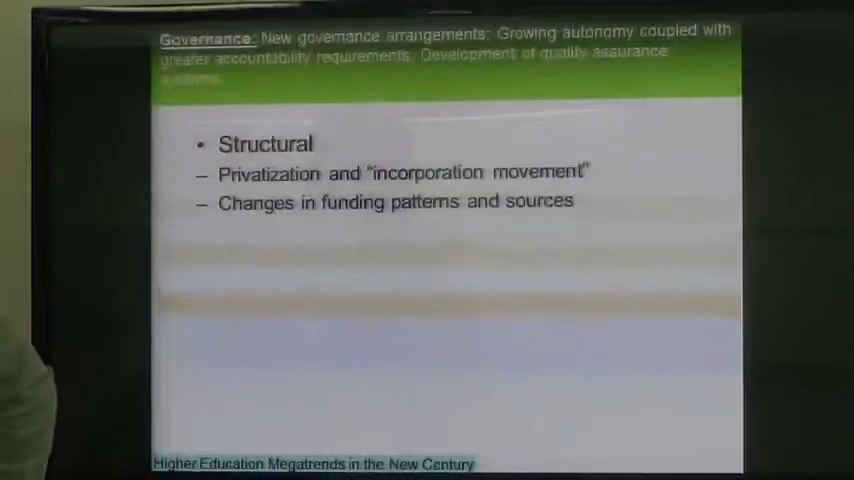 Governance: New governance arrangements; Growing autonomy coupled with
greater accountability requirements; Development of quality assurance
systems
• Structural
– Privatization and "incorporation movement"
– Changes in funding patterns and sources
Higher Education Megatrends in the New Century